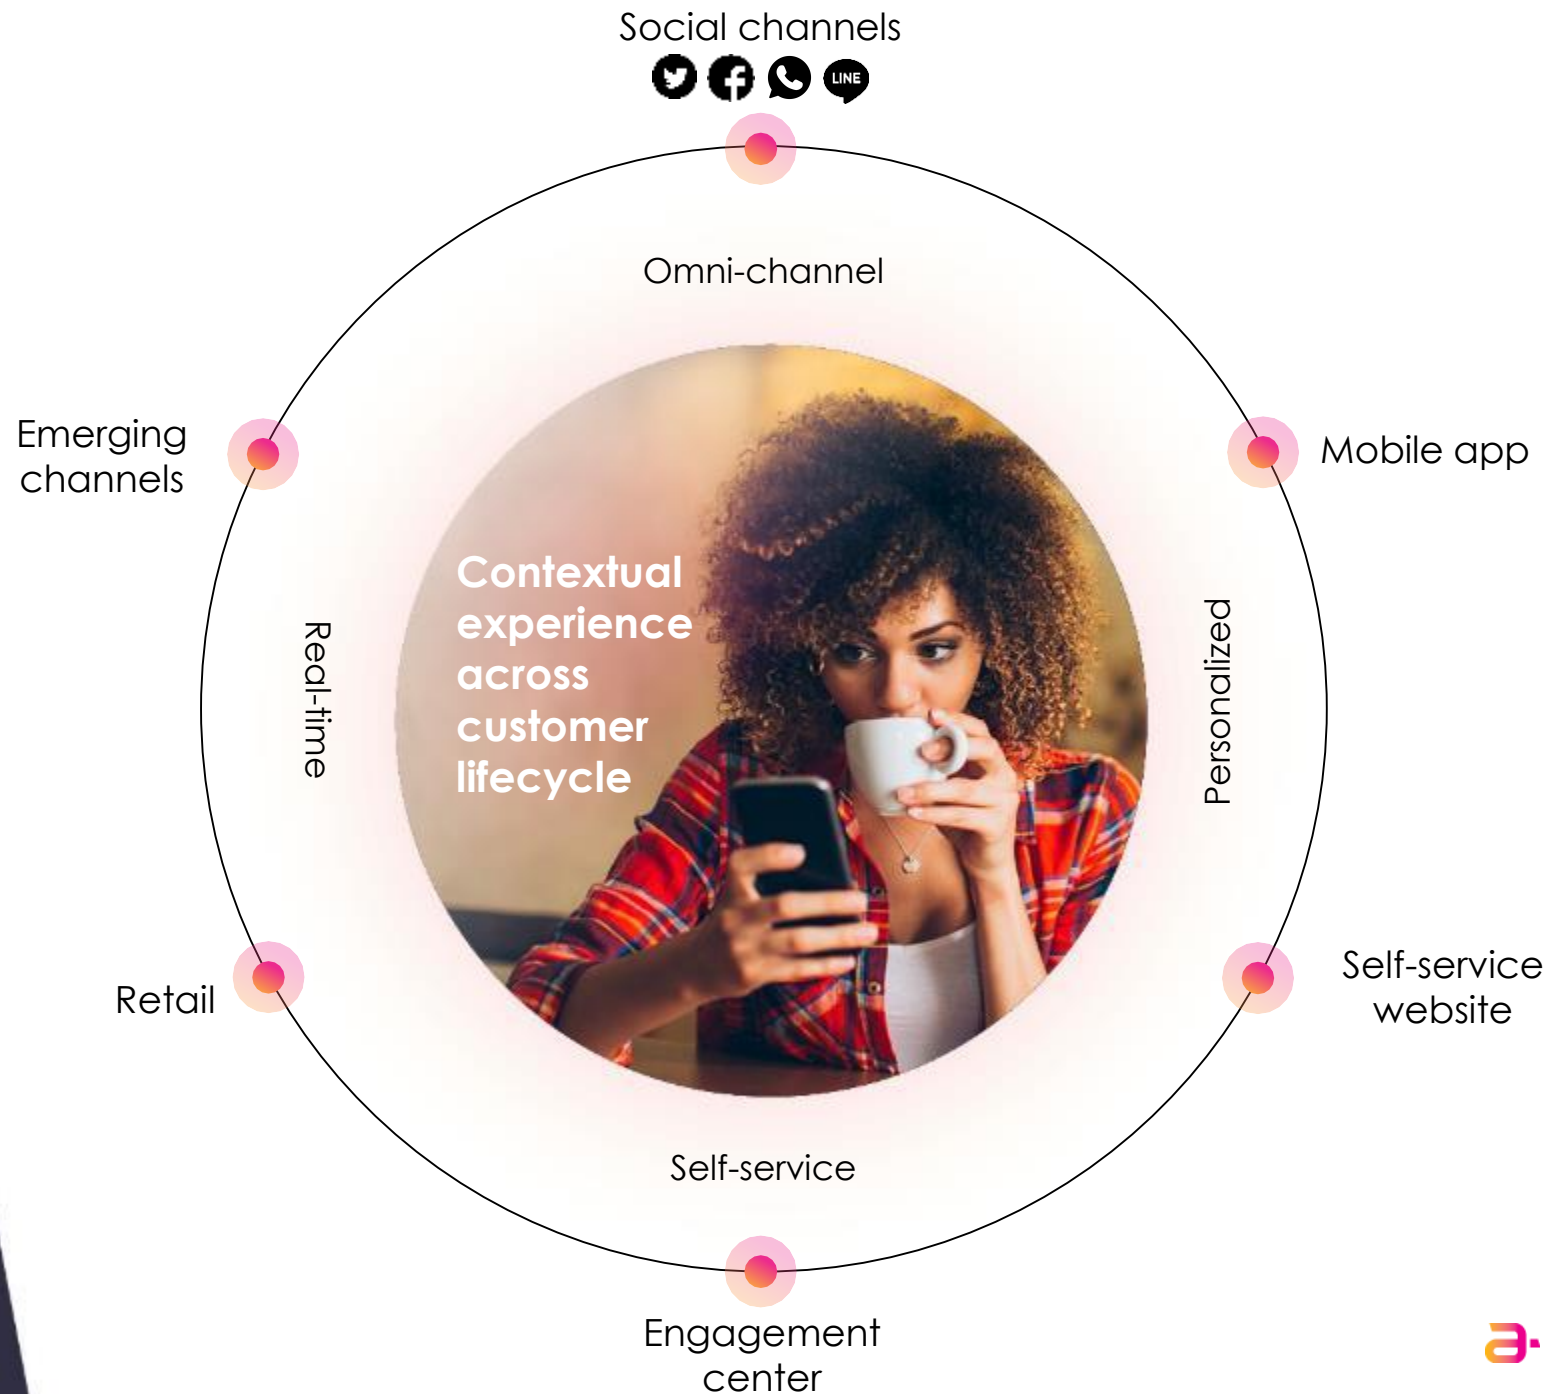 Social channels
LINE
Omni-channel
Emerging
channels
Mobile app
Contextual
experience
across
customer
lifecycle
Real-time
Personalized
Retail
Self-service
website
Self-service
Engagement
center